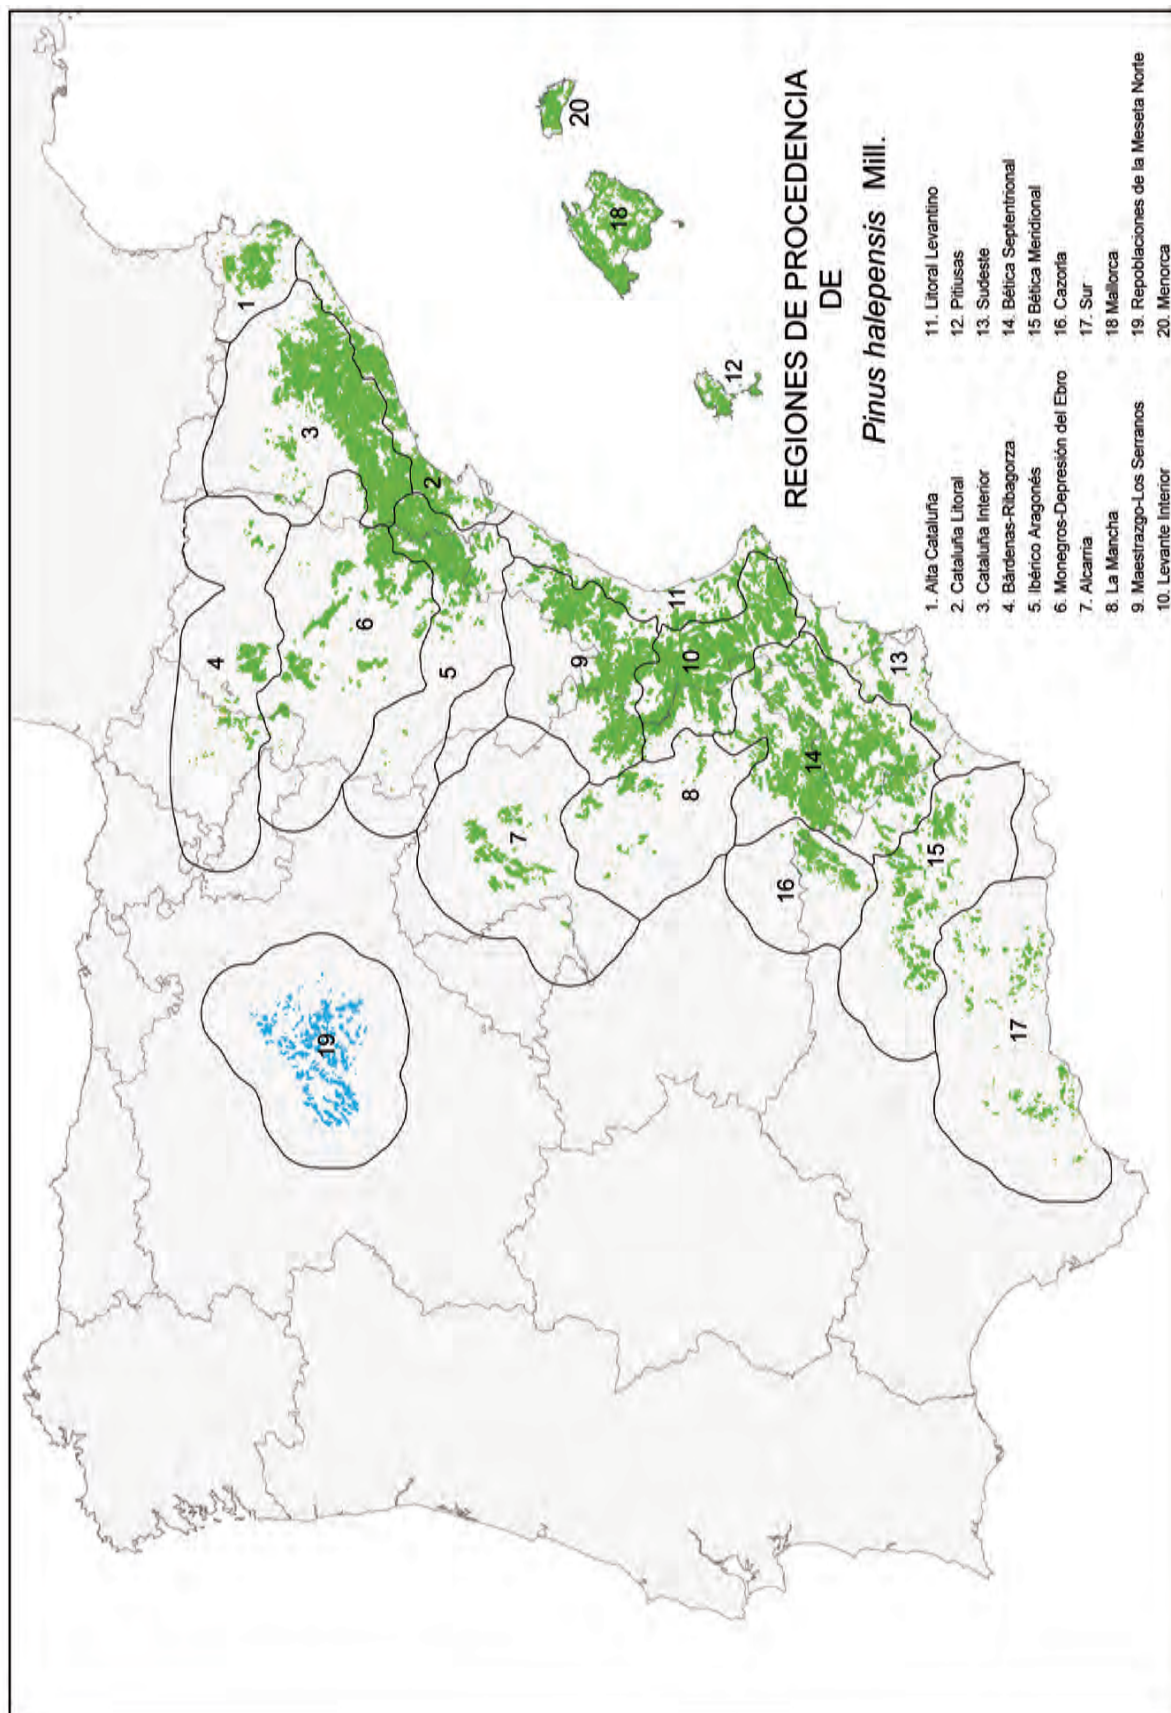 REGIONES DE PROCEDENCIA
DE
Pinus halepensis Mill.
1. Alta Cataluña
2. Cataluña Litoral
3. Cataluña Interior
4. Bárdenas-Ribagorza
5. Ibérico Aragonés
6. Monegros-Depresión del Ebro
7. Alcarria
8. La Mancha
9. Maestrazgo-Los Serranos
10. Levante Interior
11. Litoral Levantino
12. Pitiusas
13. Sudeste
14. Bética Septentrional
15 Bética Meridional
16. Cazorla
17. Sur
18 Mallorca
19. Repoblaciones de la Meseta Norte
20. Menorca
1
2
3
4
5
6
7
8
9
10
11
12
13
14
15
16
17
18
19
20